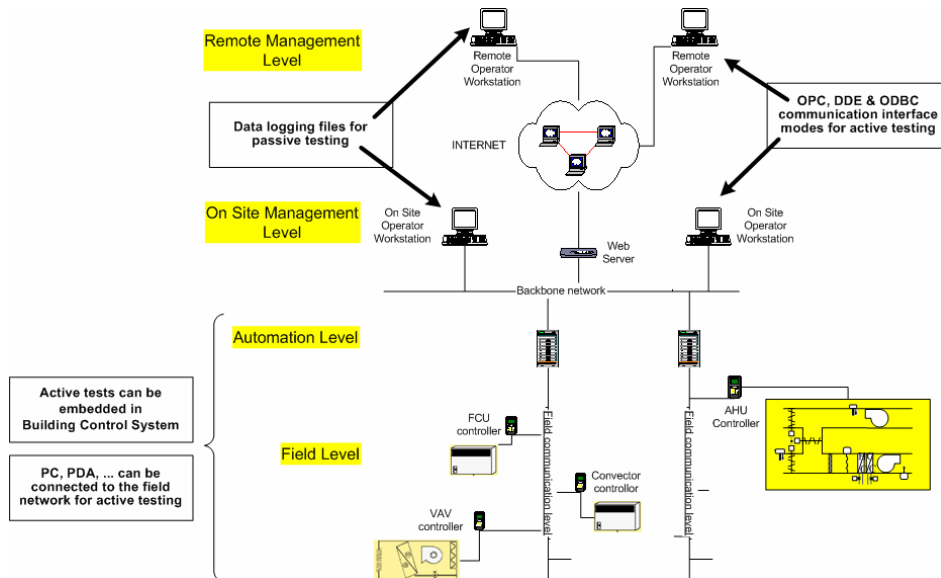 Remote Management
Level
Remote
Operator
Workstation
Remote
Operator
Workstation
Data logging files for
passive testing
INTERNET
OPC, DDE & ODBC
communication interface
modes for active testing
On Site Management
Level
On Site
Operator
Workstation
On Site
Operator
Workstation
Web
Server
Backbone network
Automation Level
Active tests can be
embedded in
Building Control System
FCU
controller
AHU
Controller
Field communication level
Field communication level
Field Level
PC, PDA, ... can be
connected to the field
network for active testing
Convector
controllor
VAV
controller